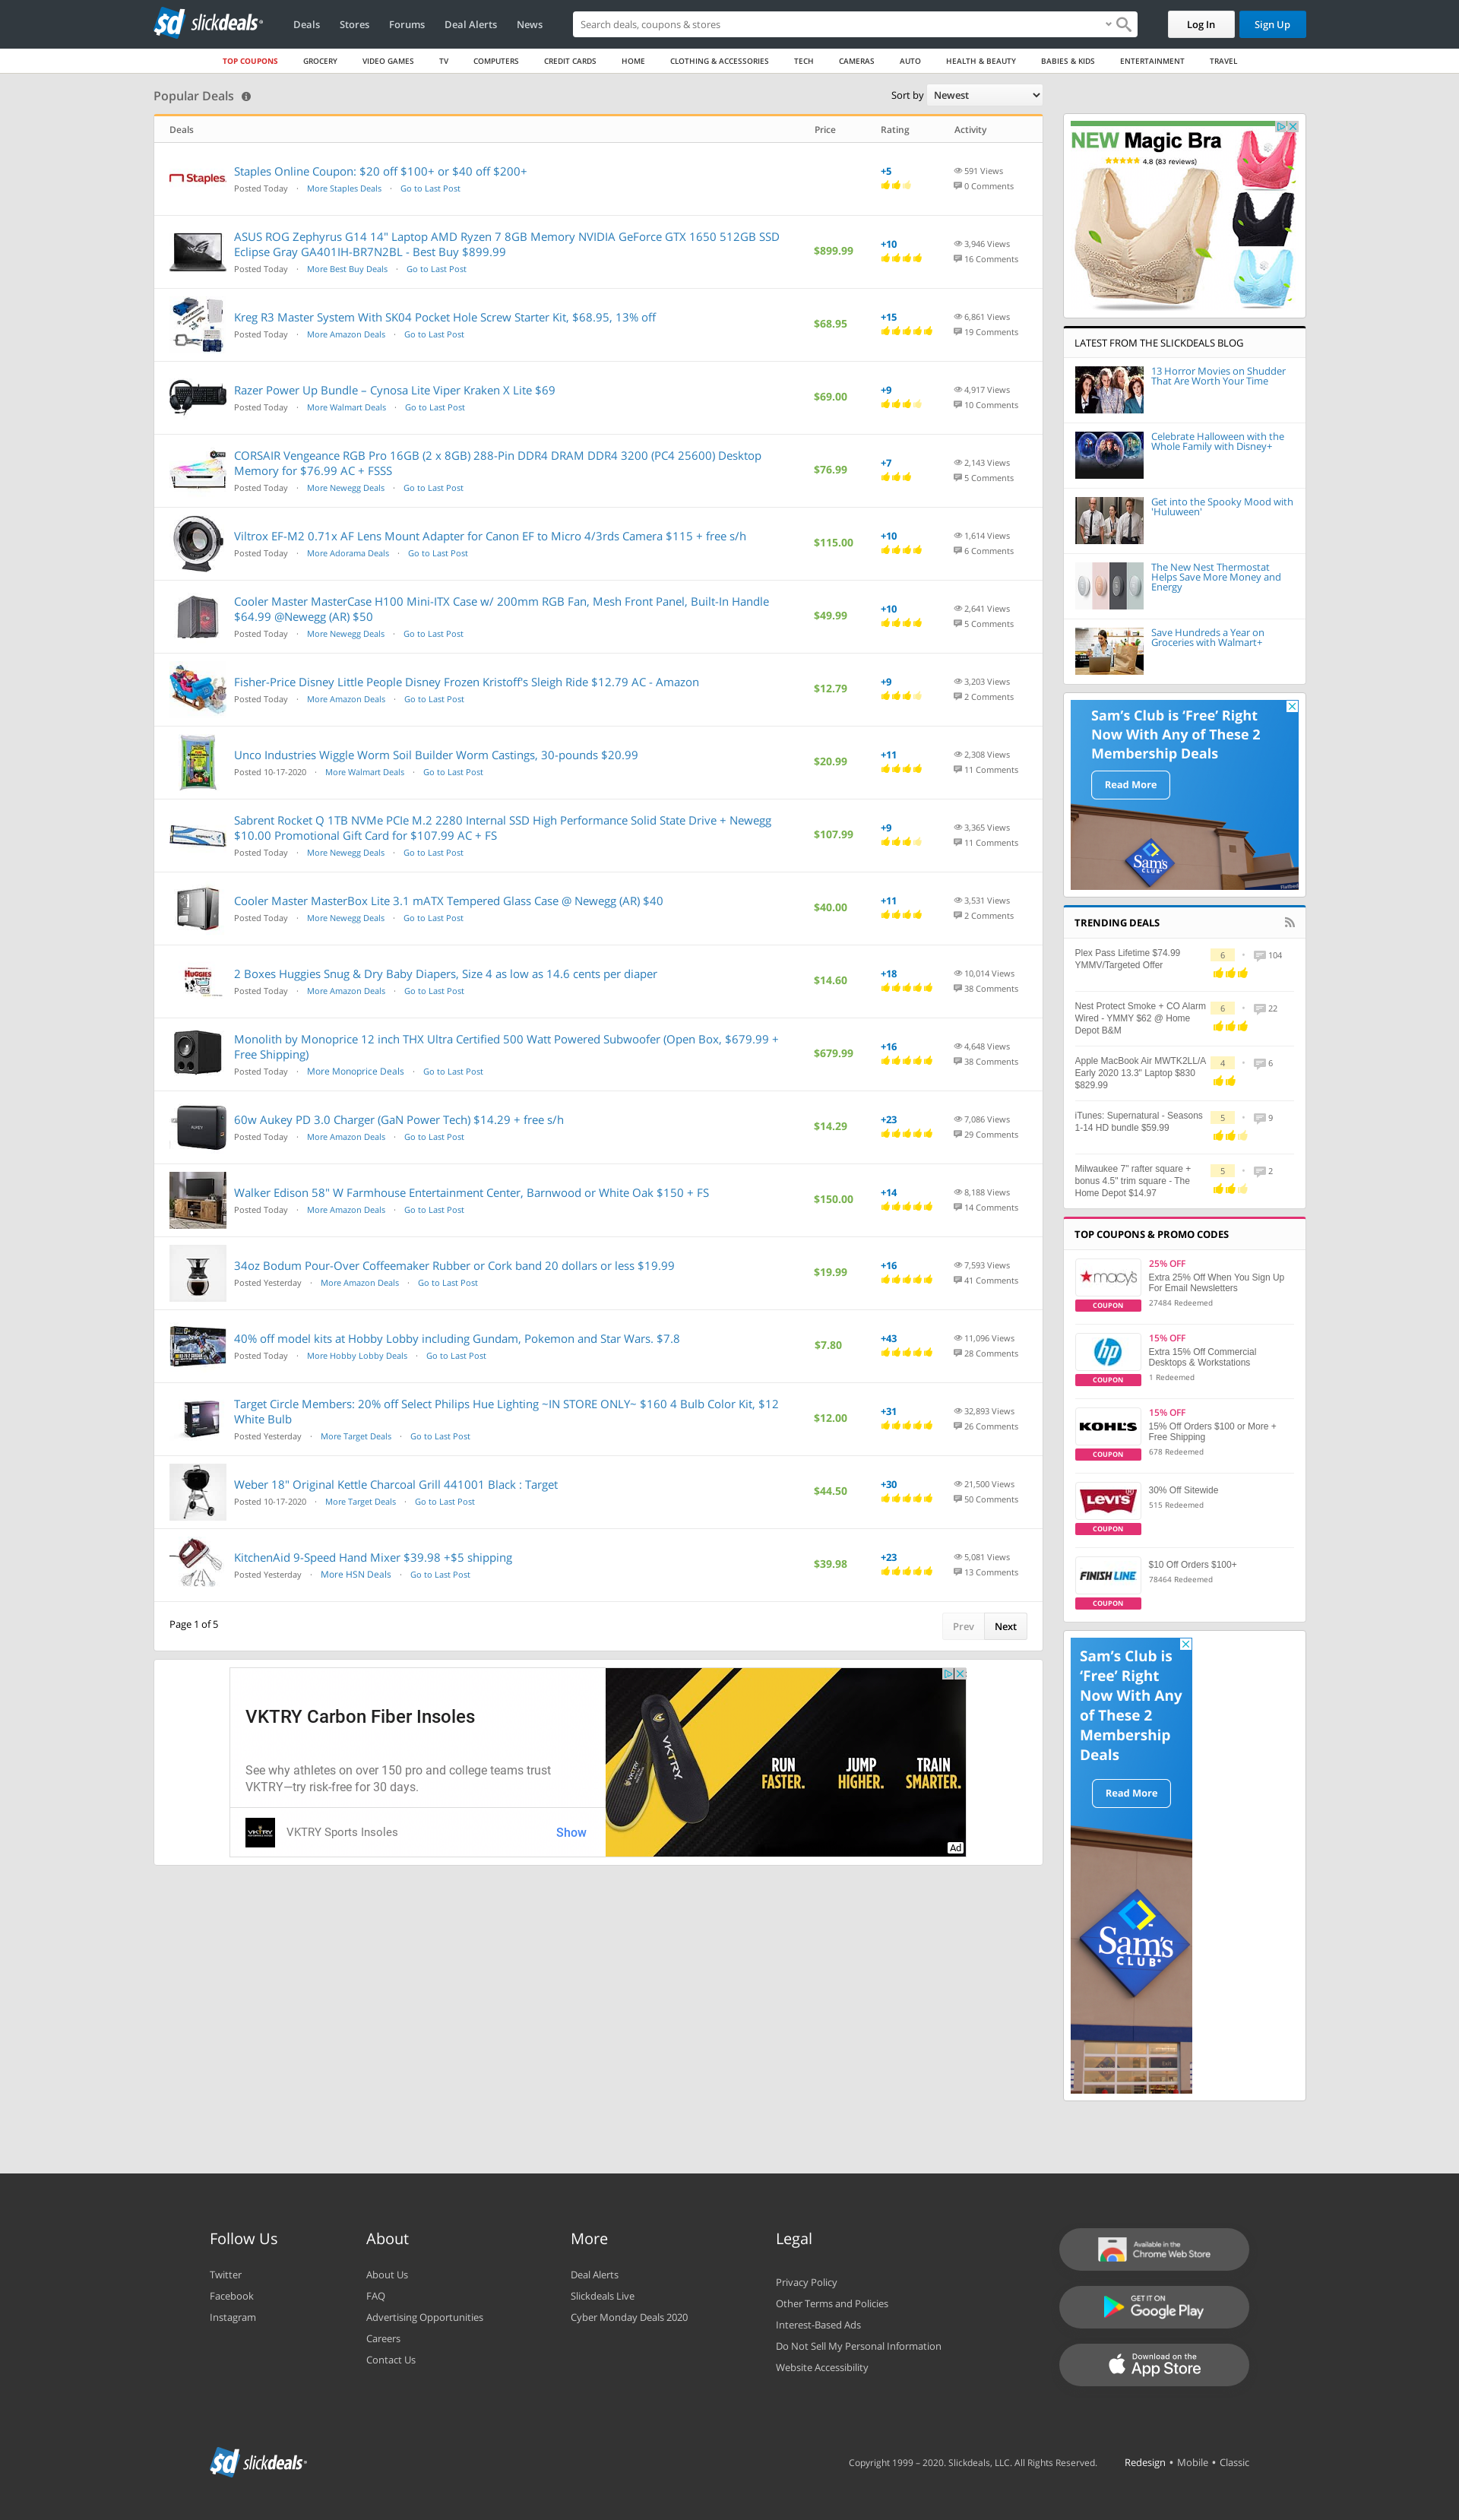 sd slickdeals
Deals
Stores
Forums
Deal Alerts
News
Search deals, coupons & stores
Log In
Sign Up
TOP COUPONS
GROCERY
VIDEO GAMES
TV
COMPUTERS
CREDIT CARDS
HOME
CLOTHING & ACCESSORIES
TECH
CAMERAS
AUTO
HEALTH & BEAUTY
BABIES & KIDS
ENTERTAINMENT
TRAVEL
Popular Deals
Sort by Newest
Deals Price Rating Activity
Staples
Staples Online Coupon: $20 off $100+ or $40 off $200+
Posted Today · More Staples Deals · Go to Last Post
+5
591 Views
0 Comments
ASUS ROG Zephyrus G14 14" Laptop AMD Ryzen 7 8GB Memory NVIDIA GeForce GTX 1650 512GB SSD
Eclipse Gray GA401IH-BR7N2BL - Best Buy $899.99
Posted Today · More Best Buy Deals · Go to Last Post
$899.99
+10
3,946 Views
16 Comments
Kreg R3 Master System With SK04 Pocket Hole Screw Starter Kit, $68.95, 13% off
Posted Today · More Amazon Deals · Go to Last Post
$68.95
+15
6,861 Views
19 Comments
Razer Power Up Bundle – Cynosa Lite Viper Kraken X Lite $69
Posted Today · More Walmart Deals · Go to Last Post
$69.00
+9
4,917 Views
10 Comments
CORSAIR Vengeance RGB Pro 16GB (2 x 8GB) 288-Pin DDR4 DRAM DDR4 3200 (PC4 25600) Desktop
Memory for $76.99 AC + FSSS
Posted Today · More Newegg Deals · Go to Last Post
$76.99
+7
2,143 Views
5 Comments
Viltrox EF-M2 0.71x AF Lens Mount Adapter for Canon EF to Micro 4/3rds Camera $115 + free s/h
Posted Today · More Adorama Deals · Go to Last Post
$115.00
+10
1,614 Views
6 Comments
Cooler Master MasterCase H100 Mini-ITX Case w/ 200mm RGB Fan, Mesh Front Panel, Built-In Handle
$64.99 @Newegg (AR) $50
Posted Today · More Newegg Deals · Go to Last Post
$49.99
+10
2,641 Views
5 Comments
Fisher-Price Disney Little People Disney Frozen Kristoff's Sleigh Ride $12.79 AC - Amazon
Posted Today · More Amazon Deals · Go to Last Post
$12.79
+9
3,203 Views
2 Comments
Unco Industries Wiggle Worm Soil Builder Worm Castings, 30-pounds $20.99
Posted 10-17-2020 · More Walmart Deals · Go to Last Post
$20.99
+11
2,308 Views
11 Comments
Sabrent Rocket Q 1TB NVMe PCIe M.2 2280 Internal SSD High Performance Solid State Drive + Newegg
$10.00 Promotional Gift Card for $107.99 AC + FS
Posted Today · More Newegg Deals · Go to Last Post
$107.99
+9
3,365 Views
11 Comments
Cooler Master MasterBox Lite 3.1 mATX Tempered Glass Case @ Newegg (AR) $40
Posted Today · More Newegg Deals · Go to Last Post
$40.00
+11
3,531 Views
2 Comments
HUGGIES
2 Boxes Huggies Snug & Dry Baby Diapers, Size 4 as low as 14.6 cents per diaper
Posted Today · More Amazon Deals · Go to Last Post
$14.60
+18
10,014 Views
38 Comments
Monolith by Monoprice 12 inch THX Ultra Certified 500 Watt Powered Subwoofer (Open Box, $679.99 +
Free Shipping)
Posted Today · More Monoprice Deals · Go to Last Post
$679.99
+16
4,648 Views
38 Comments
AUKEY
60w Aukey PD 3.0 Charger (GaN Power Tech) $14.29 + free s/h
Posted Today · More Amazon Deals · Go to Last Post
$14.29
+23
7,086 Views
29 Comments
Walker Edison 58" W Farmhouse Entertainment Center, Barnwood or White Oak $150 + FS
Posted Today · More Amazon Deals · Go to Last Post
$150.00
+14
8,188 Views
14 Comments
34oz Bodum Pour-Over Coffeemaker Rubber or Cork band 20 dollars or less $19.99
Posted Yesterday · More Amazon Deals · Go to Last Post
$19.99
+16
7,593 Views
41 Comments
40% off model kits at Hobby Lobby including Gundam, Pokemon and Star Wars. $7.8
Posted Today · More Hobby Lobby Deals · Go to Last Post
$7.80
+43
11,096 Views
28 Comments
Target Circle Members: 20% off Select Philips Hue Lighting ~IN STORE ONLY~ $160 4 Bulb Color Kit, $12
White Bulb
Posted Yesterday · More Target Deals · Go to Last Post
$12.00
+31
32,893 Views
26 Comments
Weber 18" Original Kettle Charcoal Grill 441001 Black : Target
Posted 10-17-2020 · More Target Deals · Go to Last Post
$44.50
+30
21,500 Views
50 Comments
KitchenAid 9-Speed Hand Mixer $39.98 +$5 shipping
Posted Yesterday · More HSN Deals · Go to Last Post
$39.98
+23
5,081 Views
13 Comments
Page 1 of 5
Prev
Next
VKTRY Carbon Fiber Insoles
See why athletes on over 150 pro and college teams trust
VKTRY—try risk-free for 30 days.
VKTRY
VKTRY Sports Insoles
Show
VKTRY
RUN FASTER.
JUMP HIGHER.
TRAIN SMARTER.
Ad
NEW Magic Bra
4.8 (83 reviews)
LATEST FROM THE SLICKDEALS BLOG
13 Horror Movies on Shudder
That Are Worth Your Time
Celebrate Halloween with the
Whole Family with Disney+
Get into the Spooky Mood with
'Huluween'
The New Nest Thermostat
Helps Save More Money and
Energy
Save Hundreds a Year on
Groceries with Walmart+
Sam's Club is 'Free' Right
Now With Any of These 2
Membership Deals
Read More
Sam's
CLUB
TRENDING DEALS
Plex Pass Lifetime $74.99
YMMV/Targeted Offer
6 · 104
Nest Protect Smoke + CO Alarm
Wired - YMMY $62 @ Home
Depot B&M
6 · 22
Apple MacBook Air MWTK2LL/A
Early 2020 13.3" Laptop $830
$829.99
4 · 6
iTunes: Supernatural - Seasons
1-14 HD bundle $59.99
5 · 9
Milwaukee 7" rafter square +
bonus 4.5" trim square - The
Home Depot $14.97
5 · 2
TOP COUPONS & PROMO CODES
macy's
COUPON
25% OFF
Extra 25% Off When You Sign Up
For Email Newsletters
27484 Redeemed
hp
COUPON
15% OFF
Extra 15% Off Commercial
Desktops & Workstations
1 Redeemed
KOHL'S
COUPON
15% OFF
15% Off Orders $100 or More +
Free Shipping
678 Redeemed
LEVI'S
COUPON
30% Off Sitewide
515 Redeemed
FINISH LINE
COUPON
$10 Off Orders $100+
78464 Redeemed
Sam's Club is
'Free' Right
Now With Any
of These 2
Membership
Deals
Read More
Sam's
CLUB
Follow Us
Twitter
Facebook
Instagram
About
About Us
FAQ
Advertising Opportunities
Careers
Contact Us
More
Deal Alerts
Slickdeals Live
Cyber Monday Deals 2020
Legal
Privacy Policy
Other Terms and Policies
Interest-Based Ads
Do Not Sell My Personal Information
Website Accessibility
Available in the
Chrome Web Store
GET IT ON
Google Play
Download on the
App Store
sd slickdeals
Copyright 1999 – 2020. Slickdeals, LLC. All Rights Reserved.
Redesign • Mobile • Classic